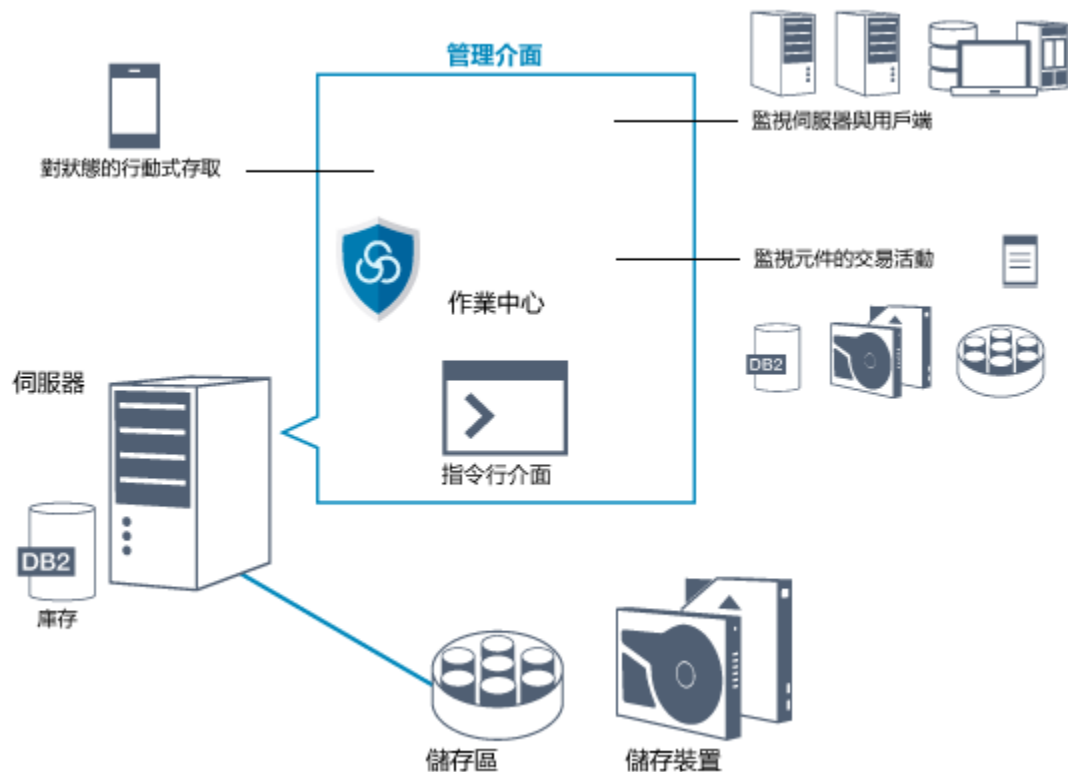 管理介面
監視伺服器與用戶端
對狀態的行動式存取
監視元件的交易活動
作業中心
DB2
伺服器
指令行介面
DB2
庫存
儲存區
儲存裝置